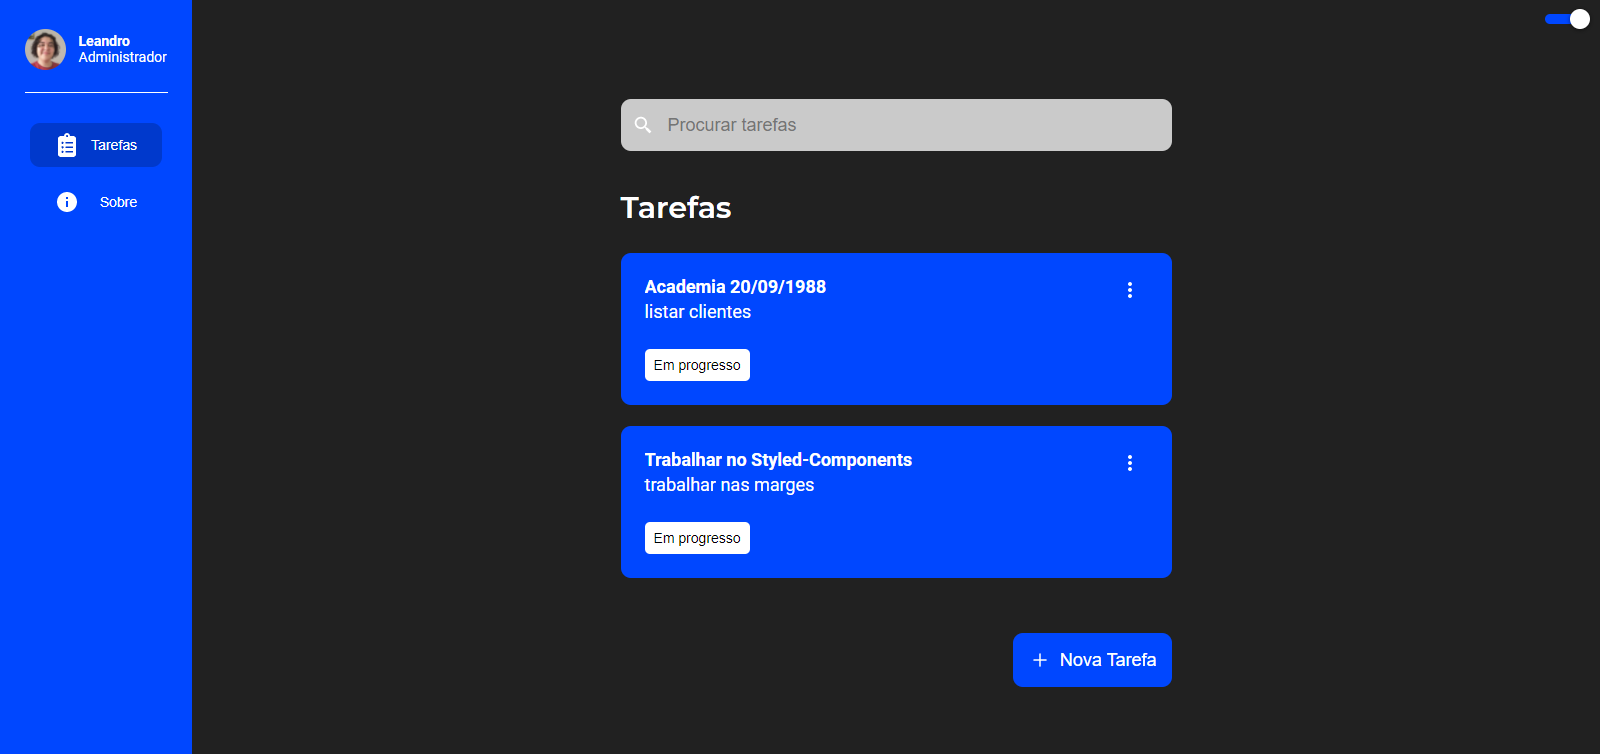 Leandro
Administrador
Tarefas
Sobre
Procurar tarefas
Tarefas
Academia 20/09/1988
listar clientes
Em progresso
Trabalhar no Styled-Components
trabalhar nas marges
Em progresso
Nova Tarefa